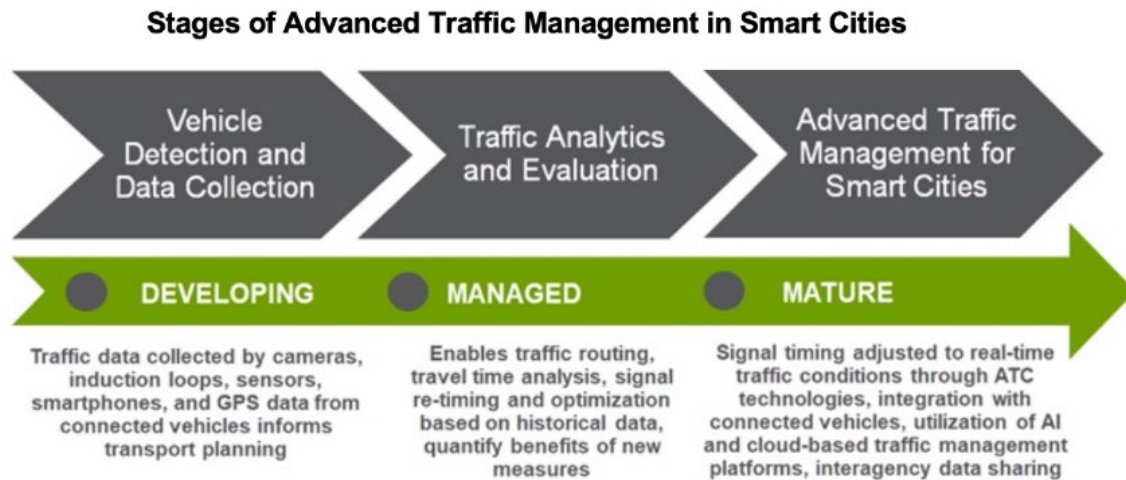 Stages of Advanced Traffic Management in Smart Cities
Vehicle
Detection and
Data Collection
Traffic Analytics
and Evaluation
Advanced Traffic
Management for
Smart Cities
DEVELOPING
MANAGED
MATURE
Traffic data collected by cameras,
induction loops, sensors,
smartphones, and GPS data from
connected vehicles informs
transport planning
Enables traffic routing,
travel time analysis, signal
re-timing and optimization
based on historical data,
quantify benefits of new
measures
Signal timing adjusted to real-time
traffic conditions through ATC
technologies, integration with
connected vehicles, utilization of AI
and cloud-based traffic management
platforms, interagency data sharing